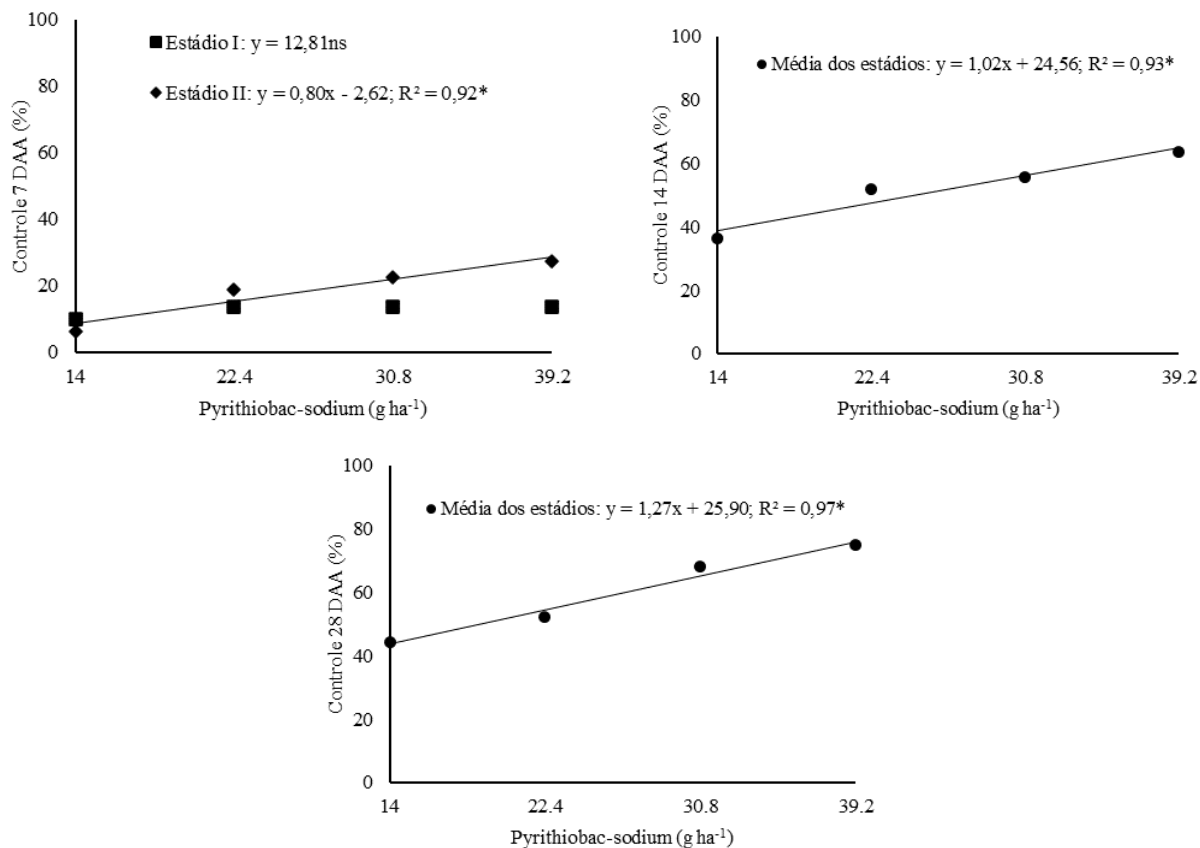 100
80
60
40
20
0
Controle 7 DAA (%)
Estádio I: y = 12,81ns
Estádio II: y = 0,80x - 2,62; R² = 0,92*
14 22.4 30.8 39.2
Pyrithiobac-sodium (g ha⁻¹)
100
80
60
40
20
0
Controle 14 DAA (%)
Média dos estádios: y = 1,02x + 24,56; R² = 0,93*
14 22.4 30.8 39.2
Pyrithiobac-sodium (g ha⁻¹)
100
80
60
40
20
0
Controle 28 DAA (%)
Média dos estádios: y = 1,27x + 25,90; R² = 0,97*
14 22.4 30.8 39.2
Pyrithiobac-sodium (g ha⁻¹)